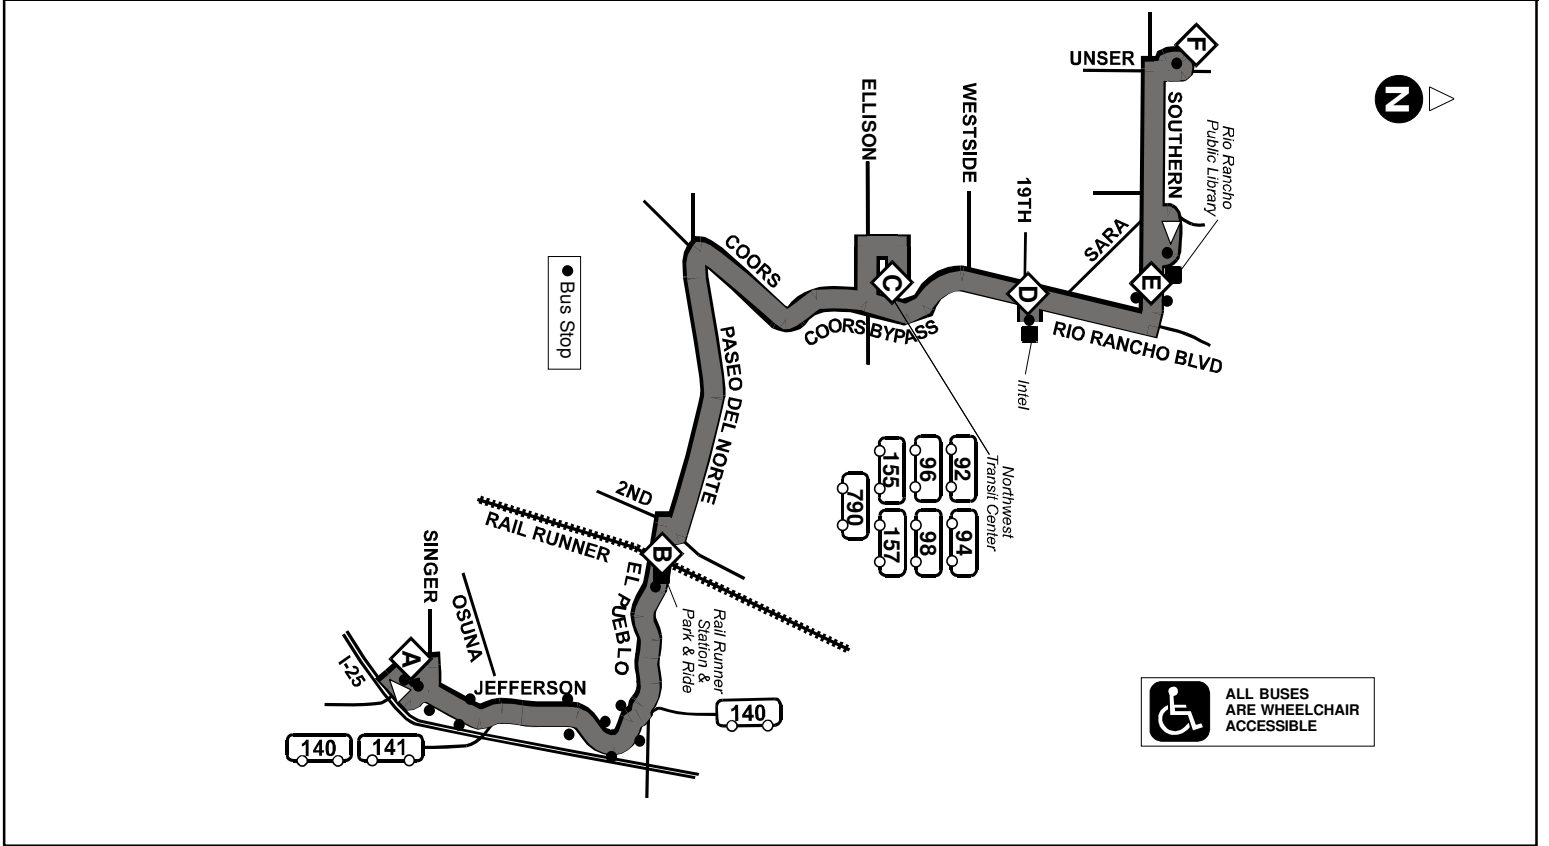 UNSER
F
SOUTHERN
Rio Rancho
Public Library
N
ELLISON
WESTSIDE
19TH
SARA
COORS
C
D
E
COORS BYPASS
RIO RANCHO BLVD
Bus Stop
PASEO DEL NORTE
Intel
Northwest
Transit Center
92
96
155
790
94
98
157
2ND
RAIL RUNNER
B
EL PUEBLO
SINGER
OSUNA
Rail Runner
Station &
Park & Ride
A
I-25
JEFFERSON
140
140
141
ALL BUSES
ARE WHEELCHAIR
ACCESSIBLE